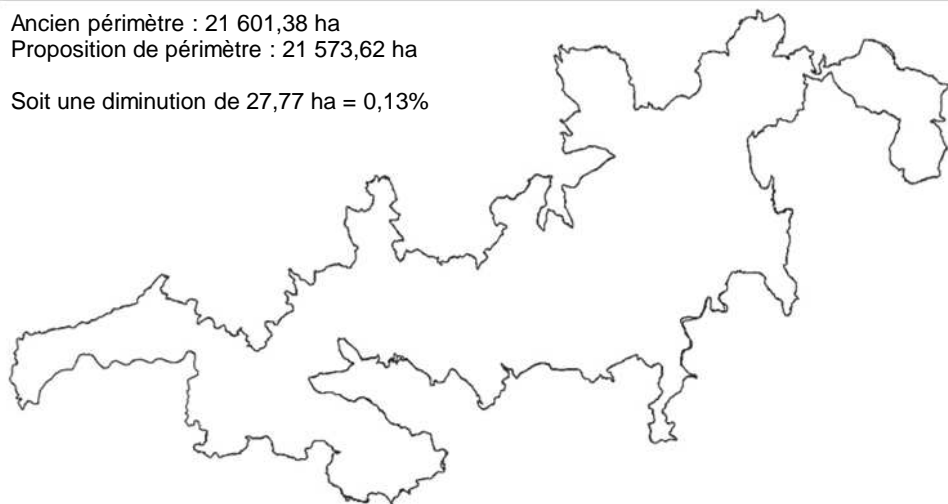 Ancien périmètre : 21 601,38 ha
Proposition de périmètre : 21 573,62 ha
Soit une diminution de 27,77 ha = 0,13%